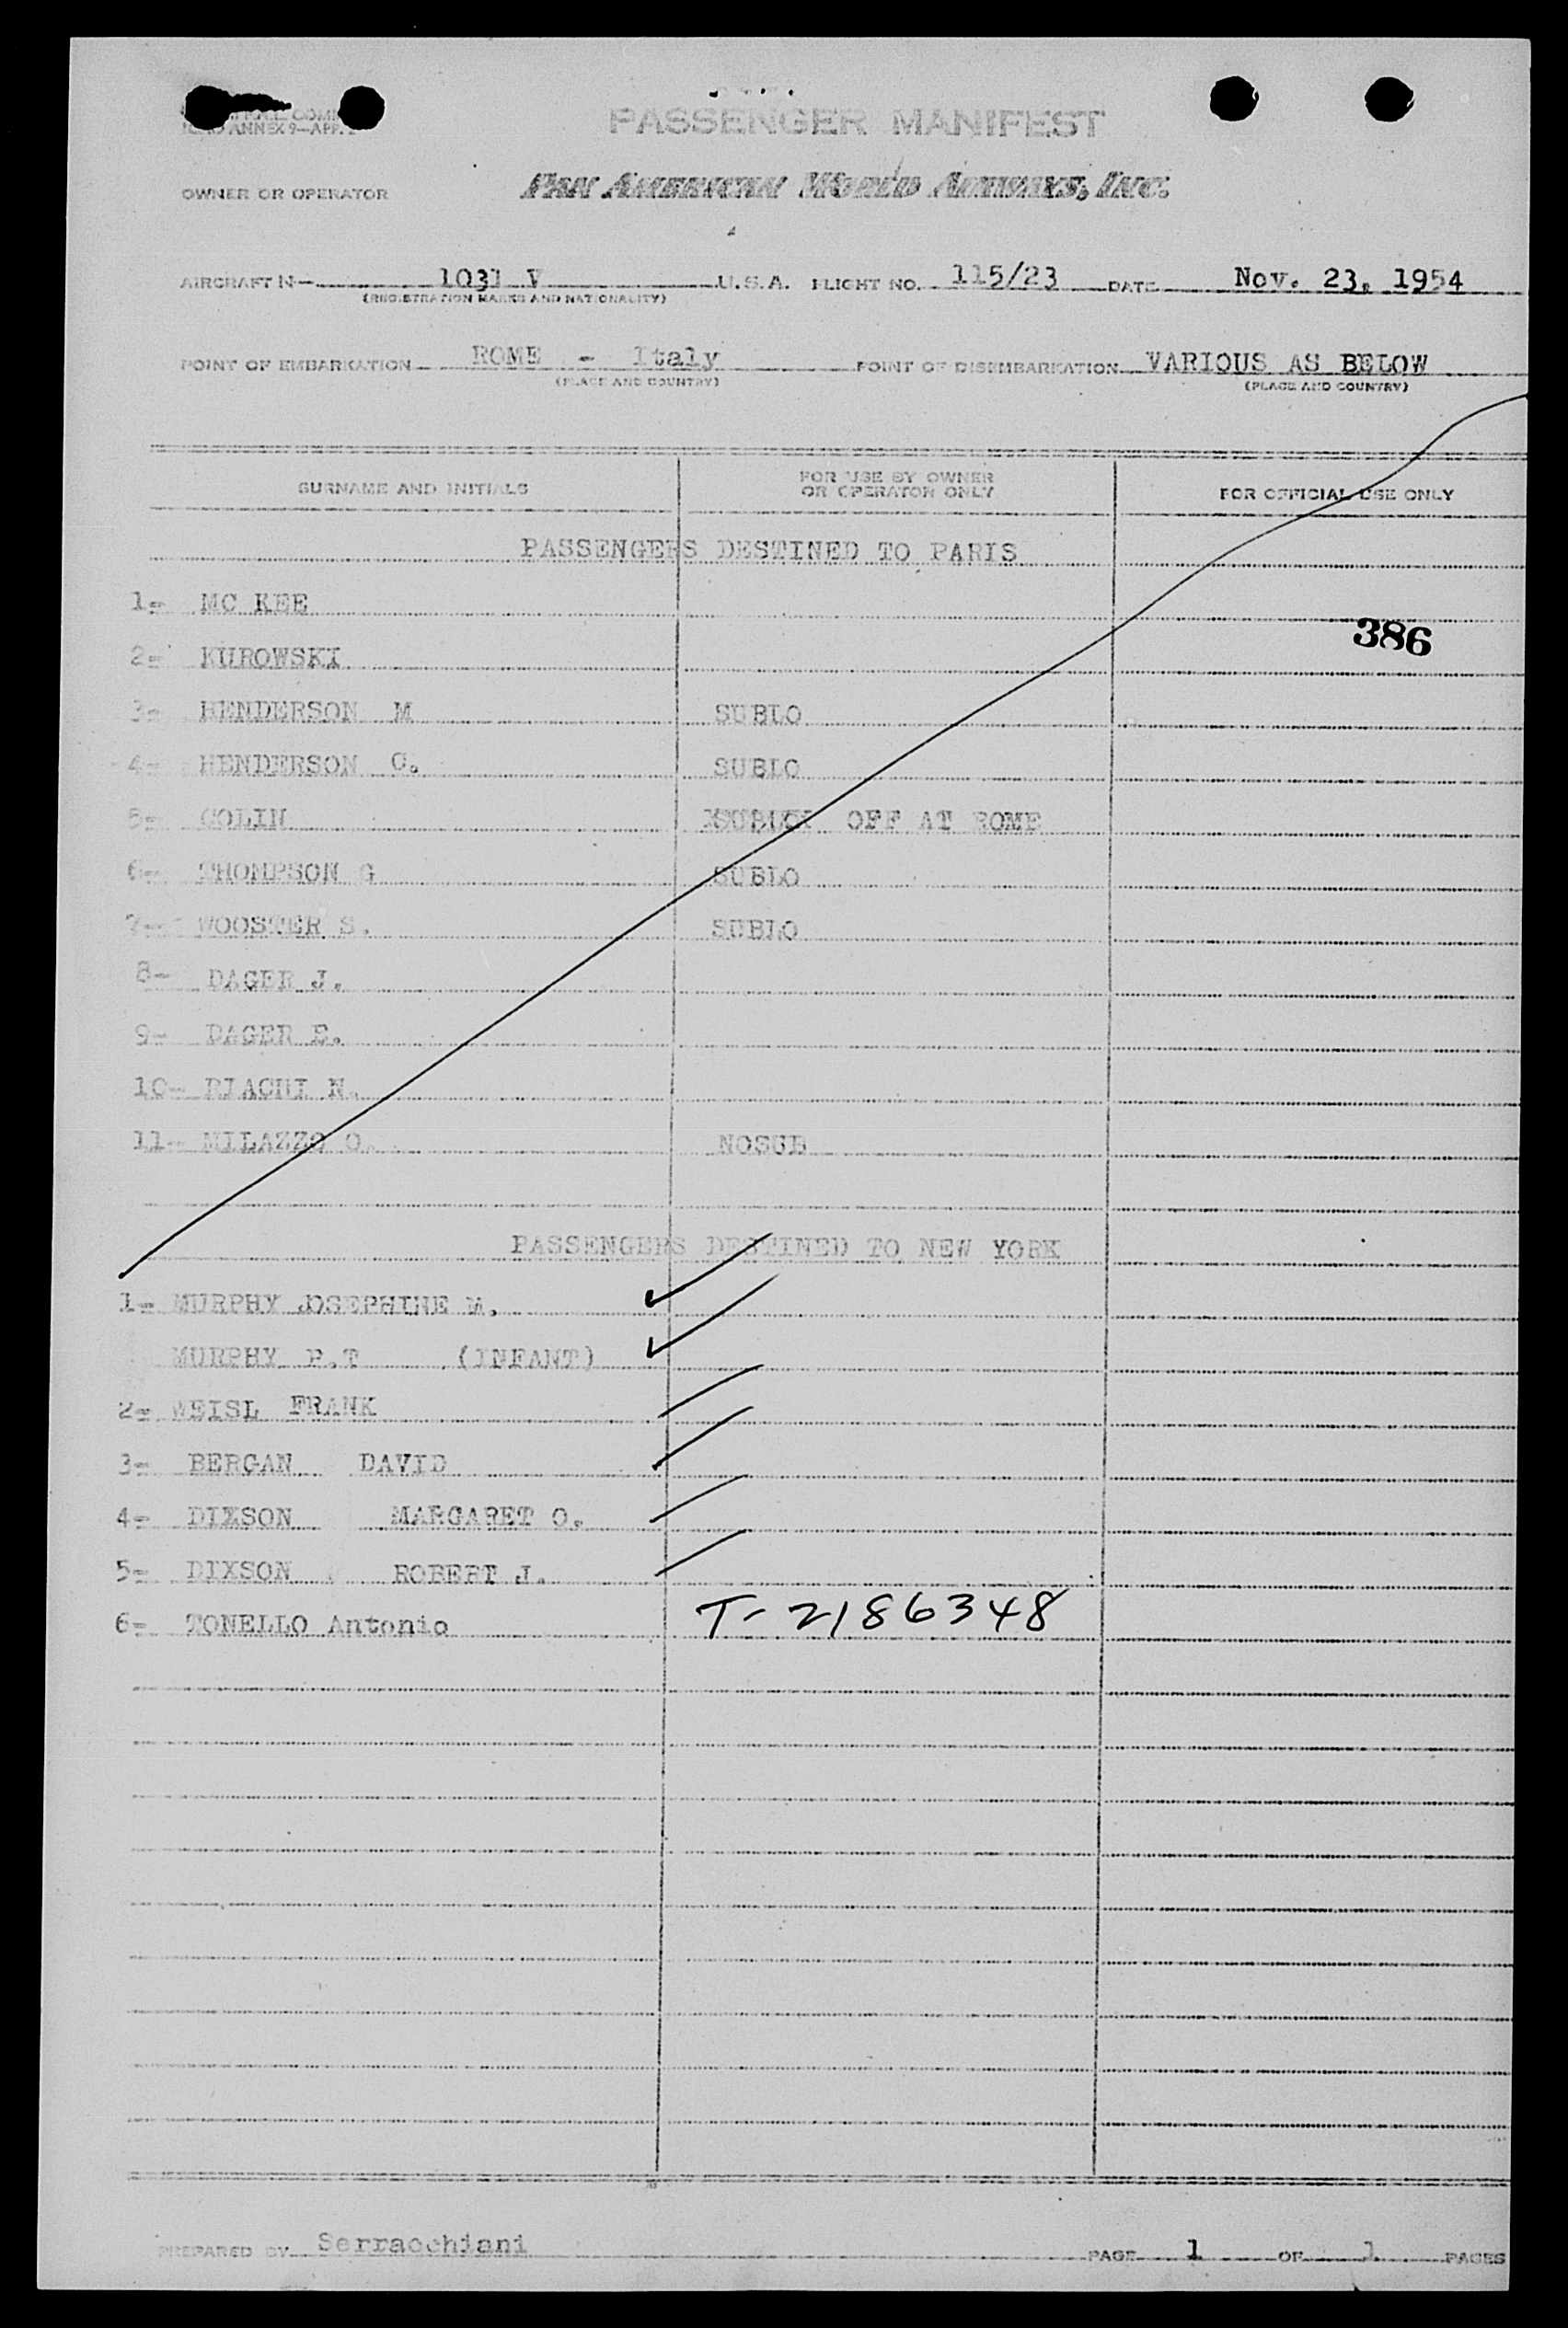 ANNEX 9—APP.
PASSENGER MANIFEST
OWNER OR OPERATOR PAN AMERICAN WORLD AIRWAYS, INC.
AIRCRAFT N— 1031 V U.S.A. FLIGHT NO. 115/23 DATE Nov. 23, 1954
(REGISTRATION MARKS AND NATIONALITY)
POINT OF EMBARKATION ROME - Italy POINT OF DISEMBARKATION VARIOUS AS BELOW
(PLACE AND COUNTRY) (PLACE AND COUNTRY)
SURNAME AND INITIALS FOR USE BY OWNER OR OPERATOR ONLY FOR OFFICIAL USE ONLY
PASSENGERS DESTINED TO PARIS
1- MC KEE
386
2- KUROWSKI
3- HENDERSON M SUBLO
4- HENDERSON G. SUBLO
5- COLIN OFF AT ROME
6- THOMPSON G SUBLO
7- WOOSTER S. SUBLO
8- DAGER J.
9- DAGER E.
10- RIACHI N.
11- MILAZZO O. NOSUB
PASSENGERS DESTINED TO NEW YORK
1- MURPHY JOSEPHINE M.
MURPHY P.T (INFANT)
2- WEISL FRANK
3- BERGAN DAVID
4- DIXSON MARGARET O.
5- DIXSON ROBERT J.
6- TONELLO Antonio T-2186348
PREPARED BY Serracchiani PAGE 1 OF 1 PAGES